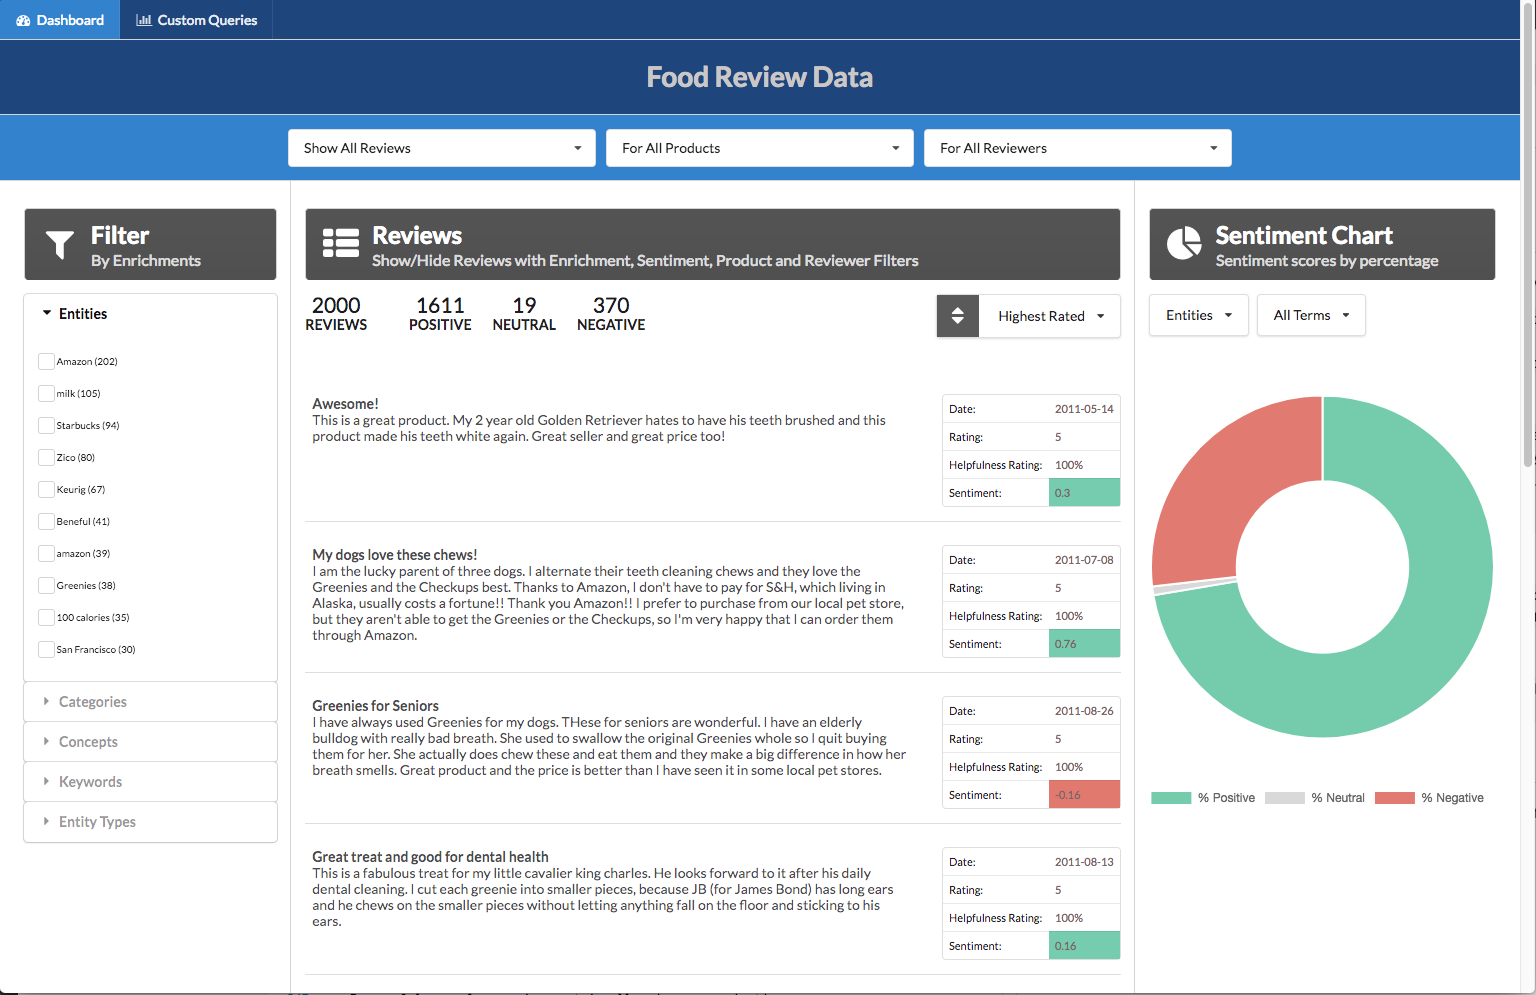 Dashboard
Custom Queries
Food Review Data
Show All Reviews
For All Products
For All Reviewers
Filter
By Enrichments
Entities
Amazon (202)
milk (105)
Starbucks (94)
Zico (80)
Keurig (67)
Beneful (41)
amazon (39)
Greenies (38)
100 calories (35)
San Francisco (30)
Categories
Concepts
Keywords
Entity Types
Reviews
Show/Hide Reviews with Enrichment, Sentiment, Product and Reviewer Filters
2000 1611 19 370
REVIEWS POSITIVE NEUTRAL NEGATIVE
Highest Rated
Awesome!
This is a great product. My 2 year old Golden Retriever hates to have his teeth brushed and this
product made his teeth white again. Great seller and great price too!
Date: 2011-05-14
Rating: 5
Helpfulness Rating: 100%
Sentiment: 0.3
My dogs love these chews!
I am the lucky parent of three dogs. I alternate their teeth cleaning chews and they love the
Greenies and the Checkups best. Thanks to Amazon, I don't have to pay for S&H, which living in
Alaska, usually costs a fortune!! Thank you Amazon!! I prefer to purchase from our local pet store,
but they aren't able to get the Greenies or the Checkups, so I'm very happy that I can order them
through Amazon.
Date: 2011-07-08
Rating: 5
Helpfulness Rating: 100%
Sentiment: 0.76
Greenies for Seniors
I have always used Greenies for my dogs. THese for seniors are wonderful. I have an elderly
bulldog with really bad breath. She used to swallow the original Greenies whole so I quit buying
them for her. She actually does chew these and eat them and they make a big difference in how her
breath smells. Great product and the price is better than I have seen it in some local pet stores.
Date: 2011-08-26
Rating: 5
Helpfulness Rating: 100%
Sentiment: -0.16
Great treat and good for dental health
This is a fabulous treat for my little cavalier king charles. He looks forward to it after his daily
dental cleaning. I cut each greenie into smaller pieces, because JB (for James Bond) has long ears
and he chews on the smaller pieces without letting anything fall on the floor and sticking to his
ears.
Date: 2011-08-13
Rating: 5
Helpfulness Rating: 100%
Sentiment: 0.16
Sentiment Chart
Sentiment scores by percentage
Entities
All Terms
% Positive
% Neutral
% Negative